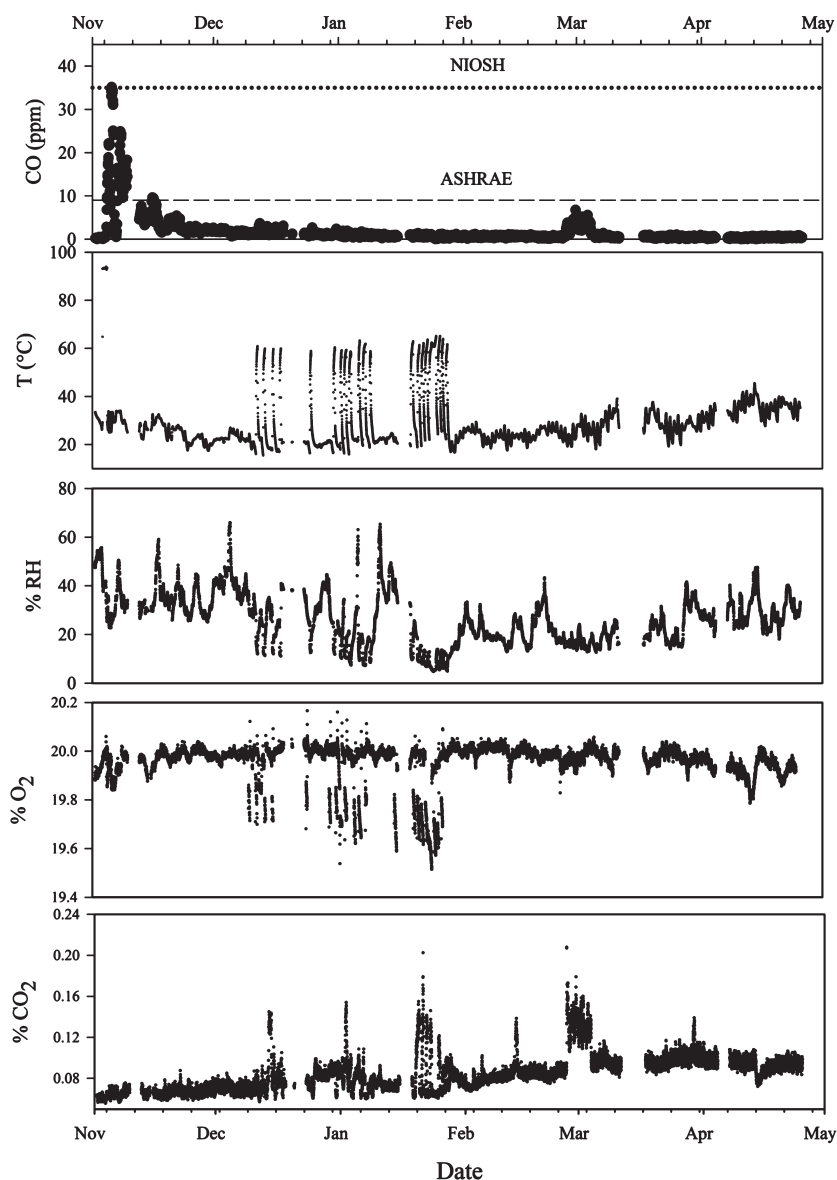 Nov Dec Jan Feb Mar Apr May
CO (ppm)
40
30
20
10
0
NIOSH
ASHRAE
T (°C)
100
80
60
40
20
% RH
80
60
40
20
0
% O2
20.2
20.0
19.8
19.6
19.4
% CO2
0.24
0.20
0.16
0.12
0.08
Nov Dec Jan Feb Mar Apr May
Date